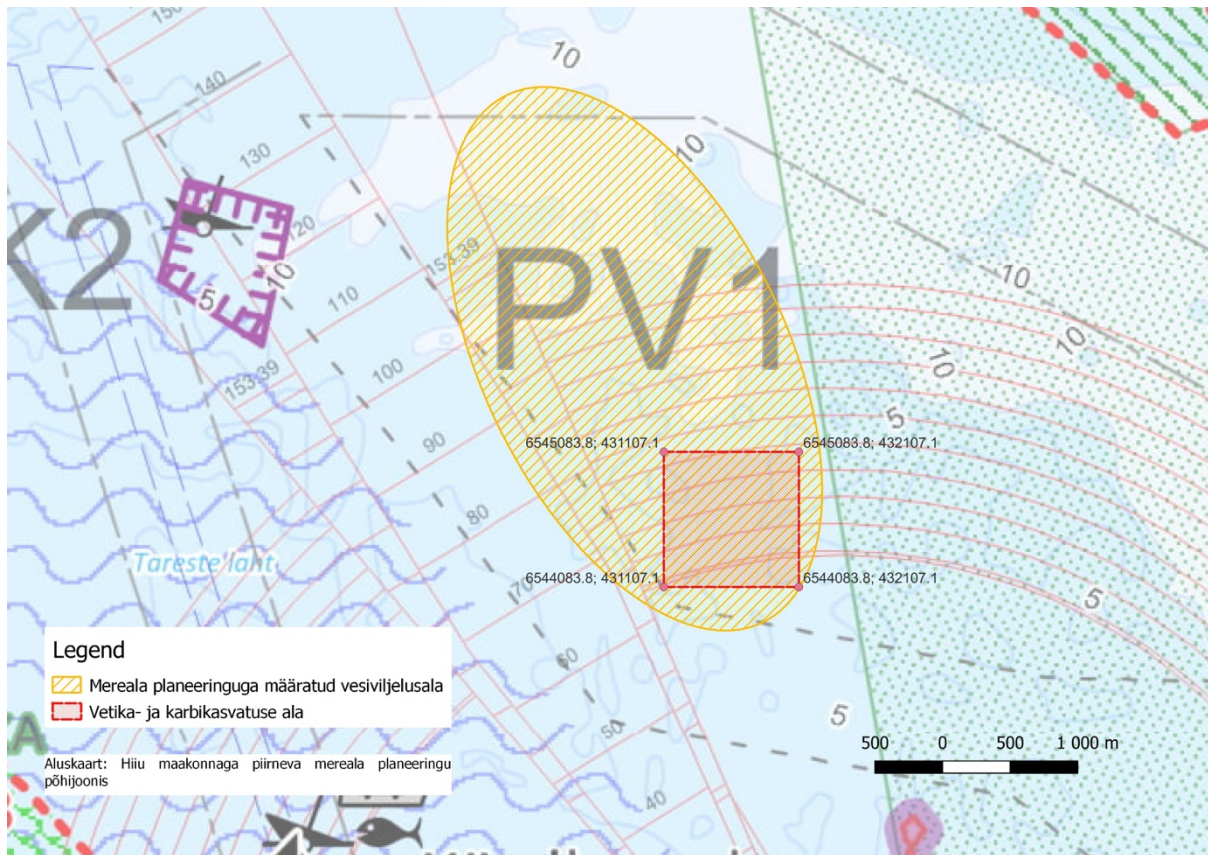 150
10
140
130
10
120
K2
5
10
153.39
PV1
110
10
10
100
10
153.39
5
90
6545083.8; 431107.1
6545083.8; 432107.1
80
Tareste laht
6544083.8; 431107.1
6544083.8; 432107.1
70
5
Legend
60
Mereala planeeringuga määratud vesiviljelusala
Vetika- ja karbikasvatuse ala
5
50
A
Aluskaart: Hiiu maakonnaga piirneva mereala planeeringu
põhijoonis
500 0 500 1 000 m
40